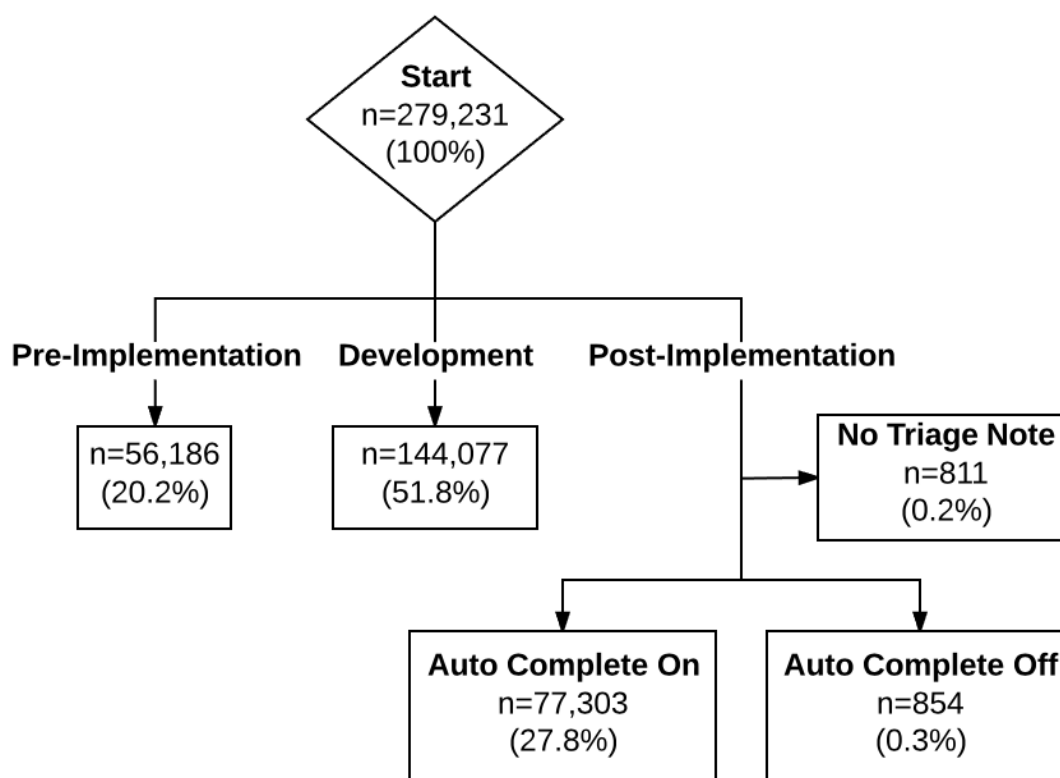 Start
n=279,231
(100%)
Pre-Implementation
Development
Post-Implementation
n=56,186
(20.2%)
n=144,077
(51.8%)
No Triage Note
n=811
(0.2%)
Auto Complete On
n=77,303
(27.8%)
Auto Complete Off
n=854
(0.3%)